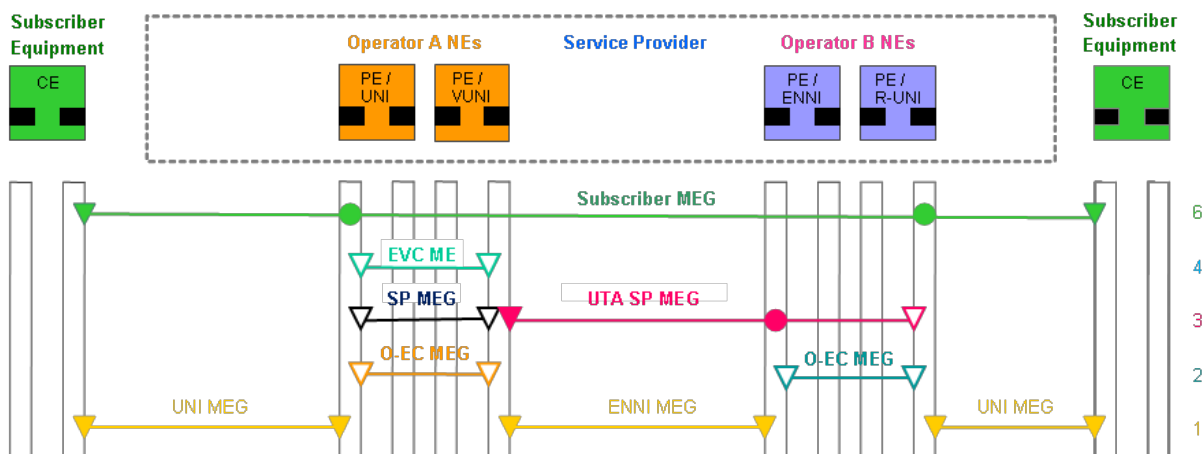 Subscriber
Equipment
Operator A NEs
Service Provider
Operator B NEs
Subscriber
Equipment
CE
PE /
UNI
PE /
VUNI
PE /
ENNI
PE /
R-UNI
CE
Subscriber MEG
6
EVC ME
4
SP MEG
UTA SP MEG
3
O-EC MEG
O-EC MEG
2
UNI MEG
ENNI MEG
UNI MEG
1